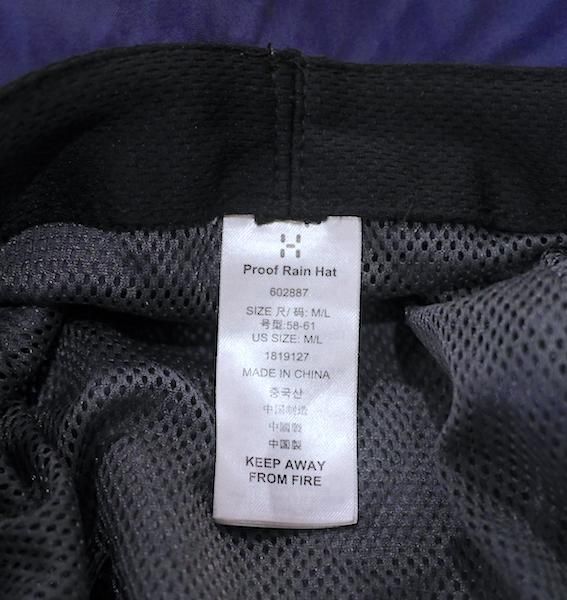 Proof Rain Hat
602887
SIZE 尺/ 码: M/L
号型:58-61
US SIZE: M/L
1819127
MADE IN CHINA
중국산
中国制造
中國製
中国製
KEEP AWAY
FROM FIRE